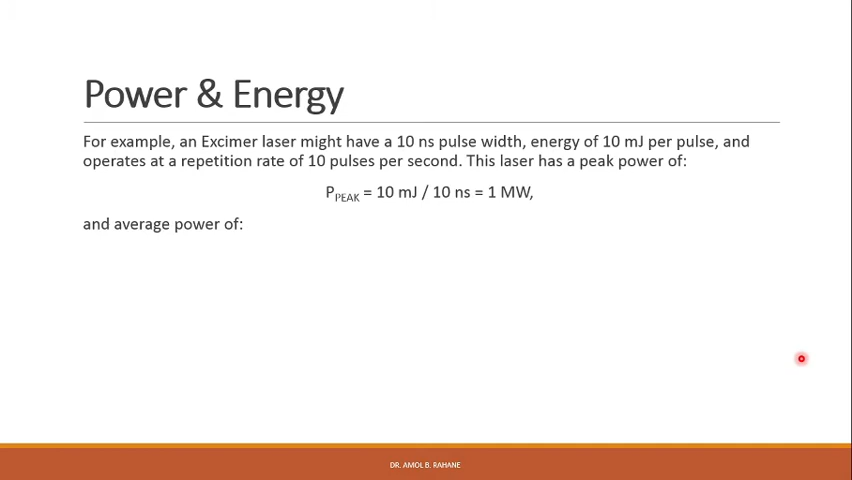 Power & Energy
For example, an Excimer laser might have a 10 ns pulse width, energy of 10 mJ per pulse, and
operates at a repetition rate of 10 pulses per second. This laser has a peak power of:
P_PEAK = 10 mJ / 10 ns = 1 MW,
and average power of:
DR. AMOL B. RAHANE